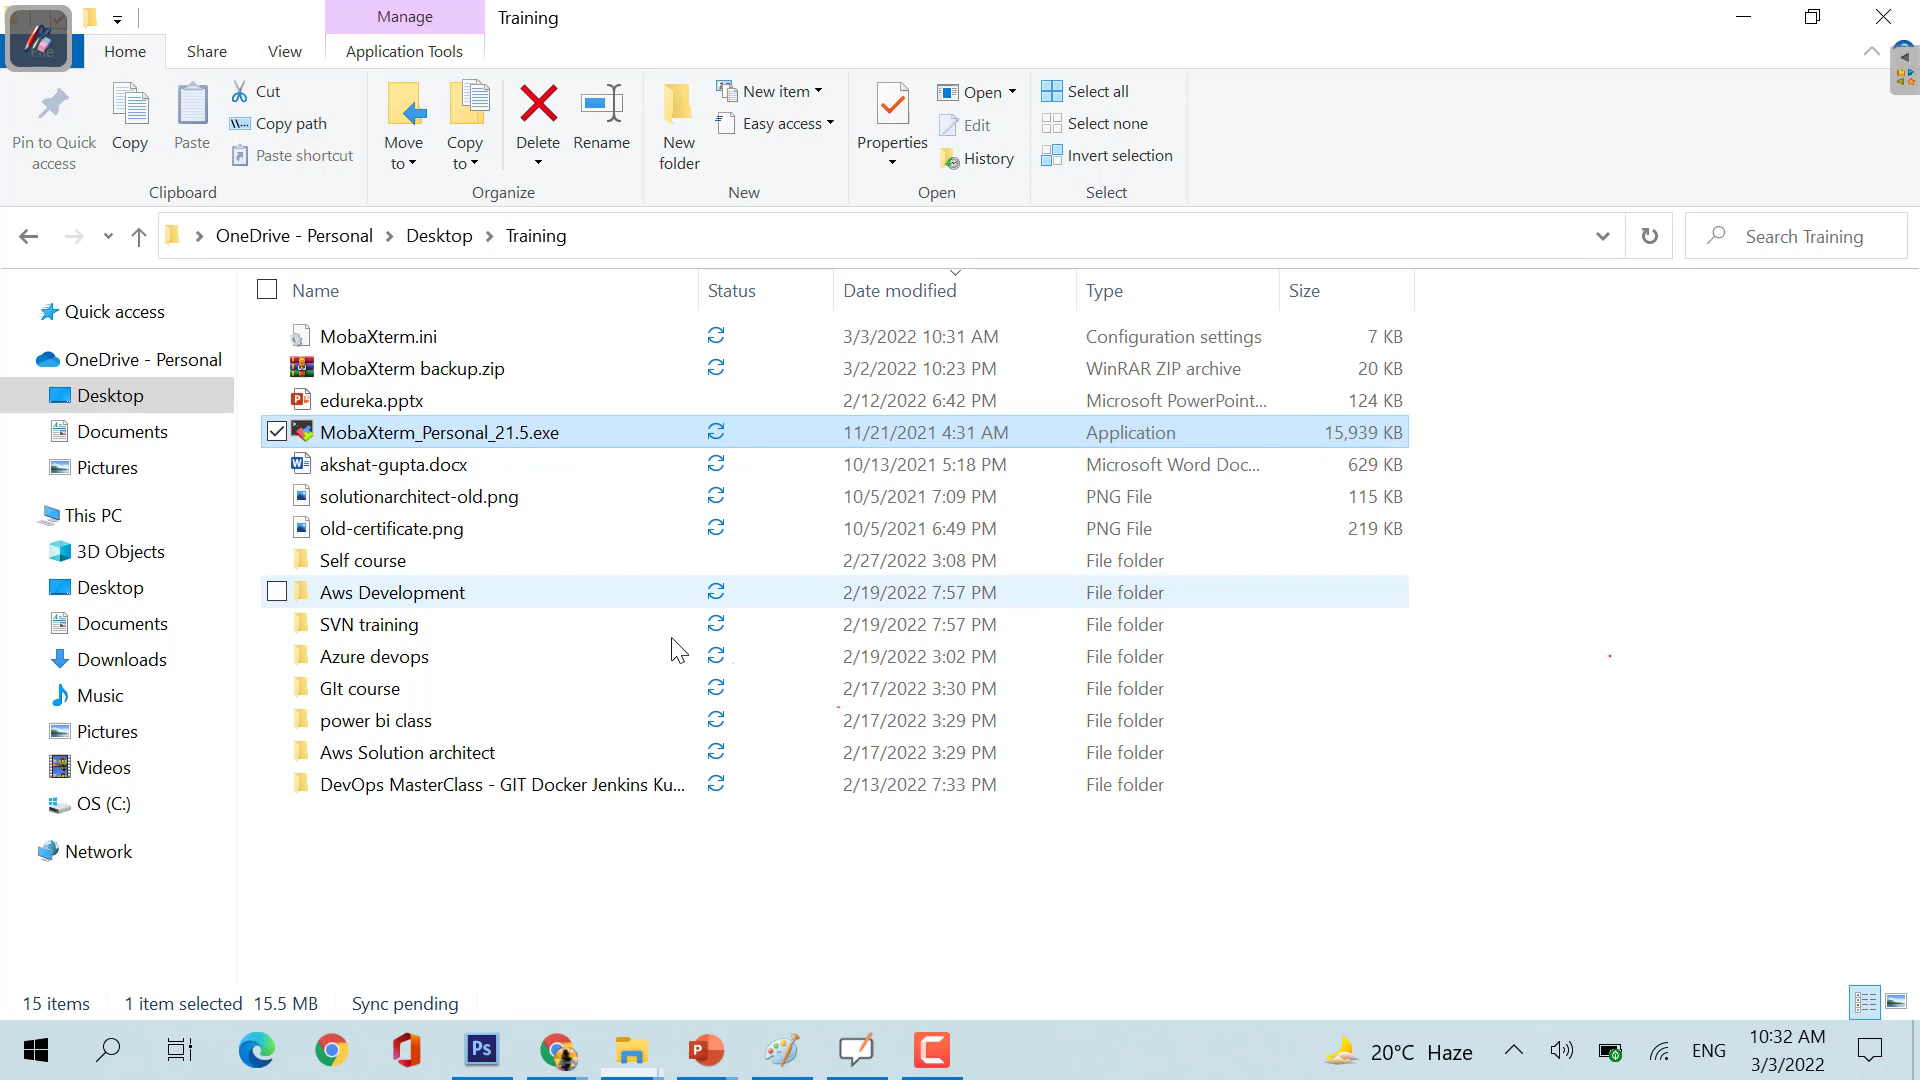 Manage
Training
File
Home
Share
View
Application Tools
Pin to Quick access
Copy
Paste
Cut
Copy path
Paste shortcut
Clipboard
Move to
Copy to
Delete
Rename
Organize
New folder
New item
Easy access
New
Properties
Open
Edit
History
Open
Select all
Select none
Invert selection
Select
OneDrive - Personal
Desktop
Training
Search Training
Quick access
OneDrive - Personal
Desktop
Documents
Pictures
This PC
3D Objects
Desktop
Documents
Downloads
Music
Pictures
Videos
OS (C:)
Network
Name Status Date modified Type Size
MobaXterm.ini 3/3/2022 10:31 AM Configuration settings 7 KB
MobaXterm backup.zip 3/2/2022 10:23 PM WinRAR ZIP archive 20 KB
edureka.pptx 2/12/2022 6:42 PM Microsoft PowerPoint... 124 KB
MobaXterm_Personal_21.5.exe 11/21/2021 4:31 AM Application 15,939 KB
akshat-gupta.docx 10/13/2021 5:18 PM Microsoft Word Doc... 629 KB
solutionarchitect-old.png 10/5/2021 7:09 PM PNG File 115 KB
old-certificate.png 10/5/2021 6:49 PM PNG File 219 KB
Self course 2/27/2022 3:08 PM File folder
Aws Development 2/19/2022 7:57 PM File folder
SVN training 2/19/2022 7:57 PM File folder
Azure devops 2/19/2022 3:02 PM File folder
GIt course 2/17/2022 3:30 PM File folder
power bi class 2/17/2022 3:29 PM File folder
Aws Solution architect 2/17/2022 3:29 PM File folder
DevOps MasterClass - GIT Docker Jenkins Ku... 2/13/2022 7:33 PM File folder
15 items 1 item selected 15.5 MB Sync pending
Ps
20°C Haze
ENG
10:32 AM
3/3/2022